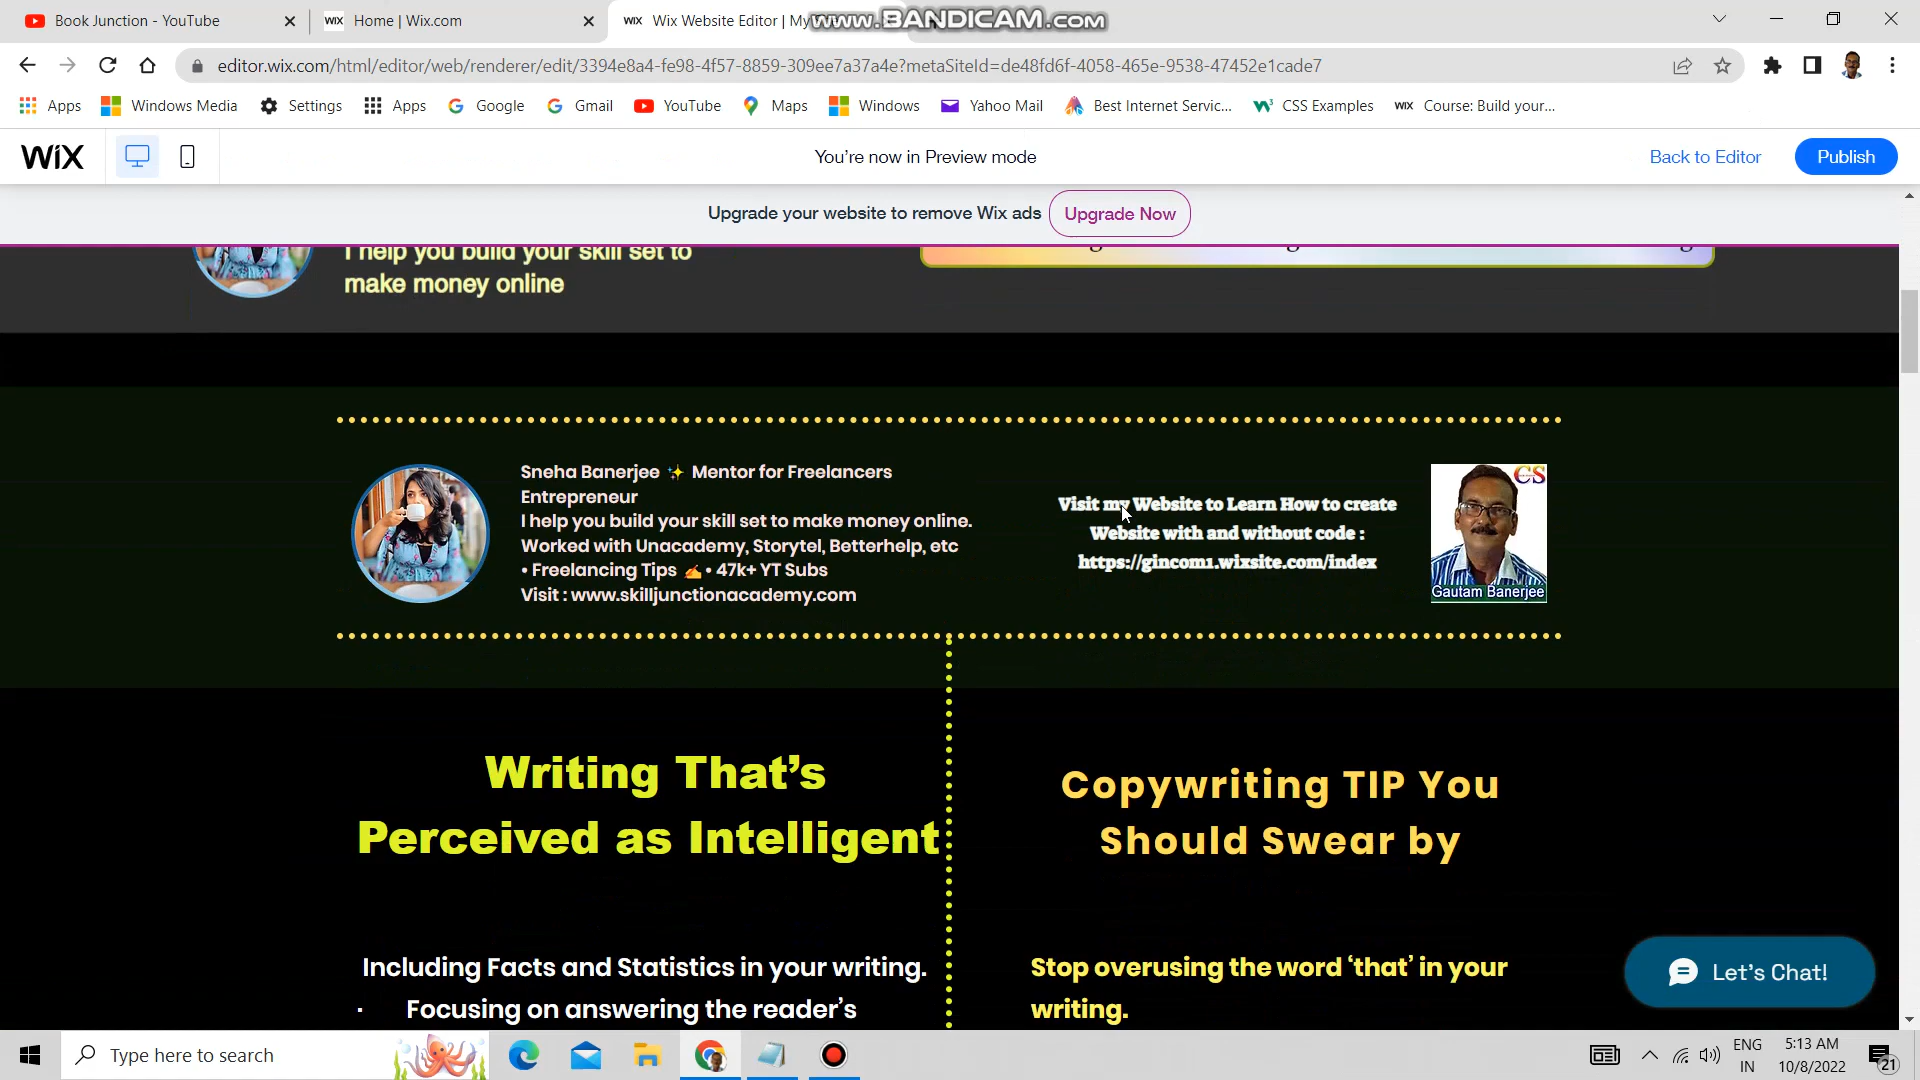 Book Junction - YouTube
Home | Wix.com
Wix Website Editor | My
www.BANDICAM.com
editor.wix.com/html/editor/web/renderer/edit/3394e8a4-fe98-4f57-8859-309ee7a37a4e?metaSiteId=de48fd6f-4058-465e-9538-47452e1cade7
Apps
Windows Media
Settings
Apps
Google
Gmail
YouTube
Maps
Windows
Yahoo Mail
Best Internet Servic...
CSS Examples
Course: Build your...
WiX
You're now in Preview mode
Back to Editor
Publish
Upgrade your website to remove Wix ads
Upgrade Now
I help you build your skill set to
make money online
Sneha Banerjee ✨ Mentor for Freelancers
Entrepreneur
I help you build your skill set to make money online.
Worked with Unacademy, Storytel, Betterhelp, etc
• Freelancing Tips ✍ • 47k+ YT Subs
Visit : www.skilljunctionacademy.com
Visit my Website to Learn How to create
Website with and without code :
https://gincom1.wixsite.com/index
CS
Gautam Banerjee
Writing That's
Perceived as Intelligent
Copywriting TIP You
Should Swear by
Including Facts and Statistics in your writing.
· Focusing on answering the reader's
Stop overusing the word 'that' in your
writing.
Let's Chat!
Type here to search
ENG
IN
5:13 AM
10/8/2022
21